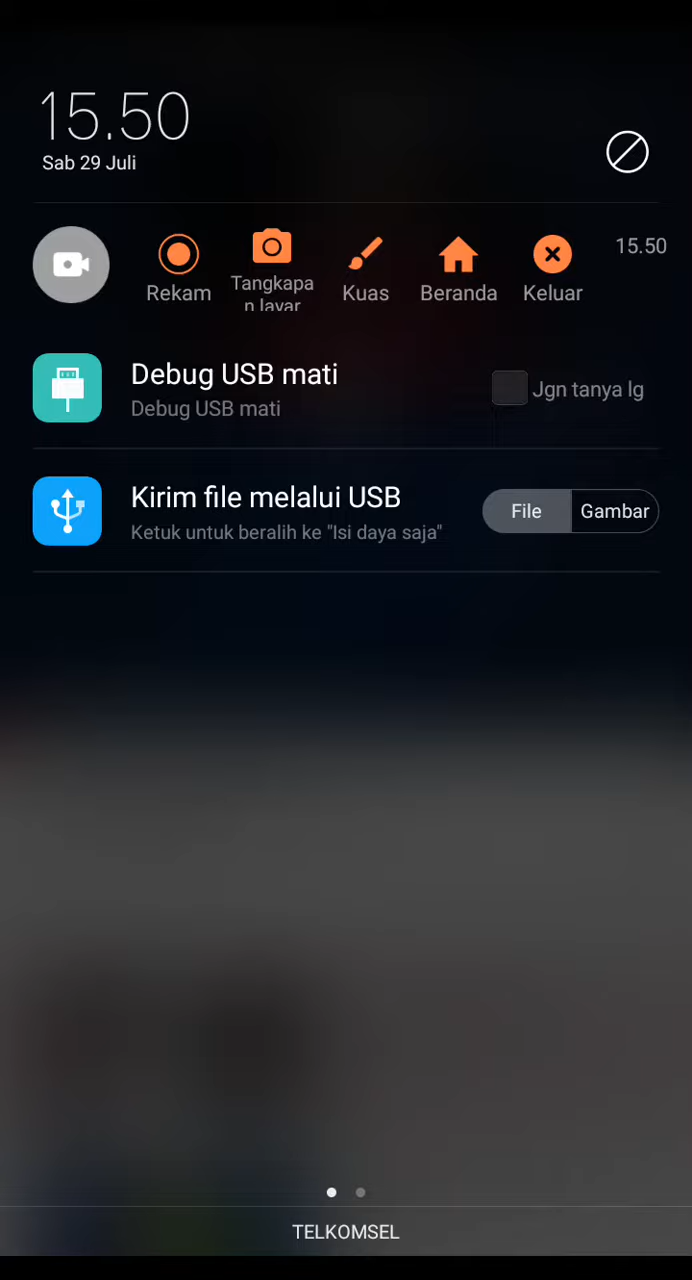 15.50
Sab 29 Juli
15.50
Rekam
Tangkapa
n layar
Kuas
Beranda
Keluar
Debug USB mati
Debug USB mati
Jgn tanya lg
Kirim file melalui USB
Ketuk untuk beralih ke "Isi daya saja"
File
Gambar
TELKOMSEL